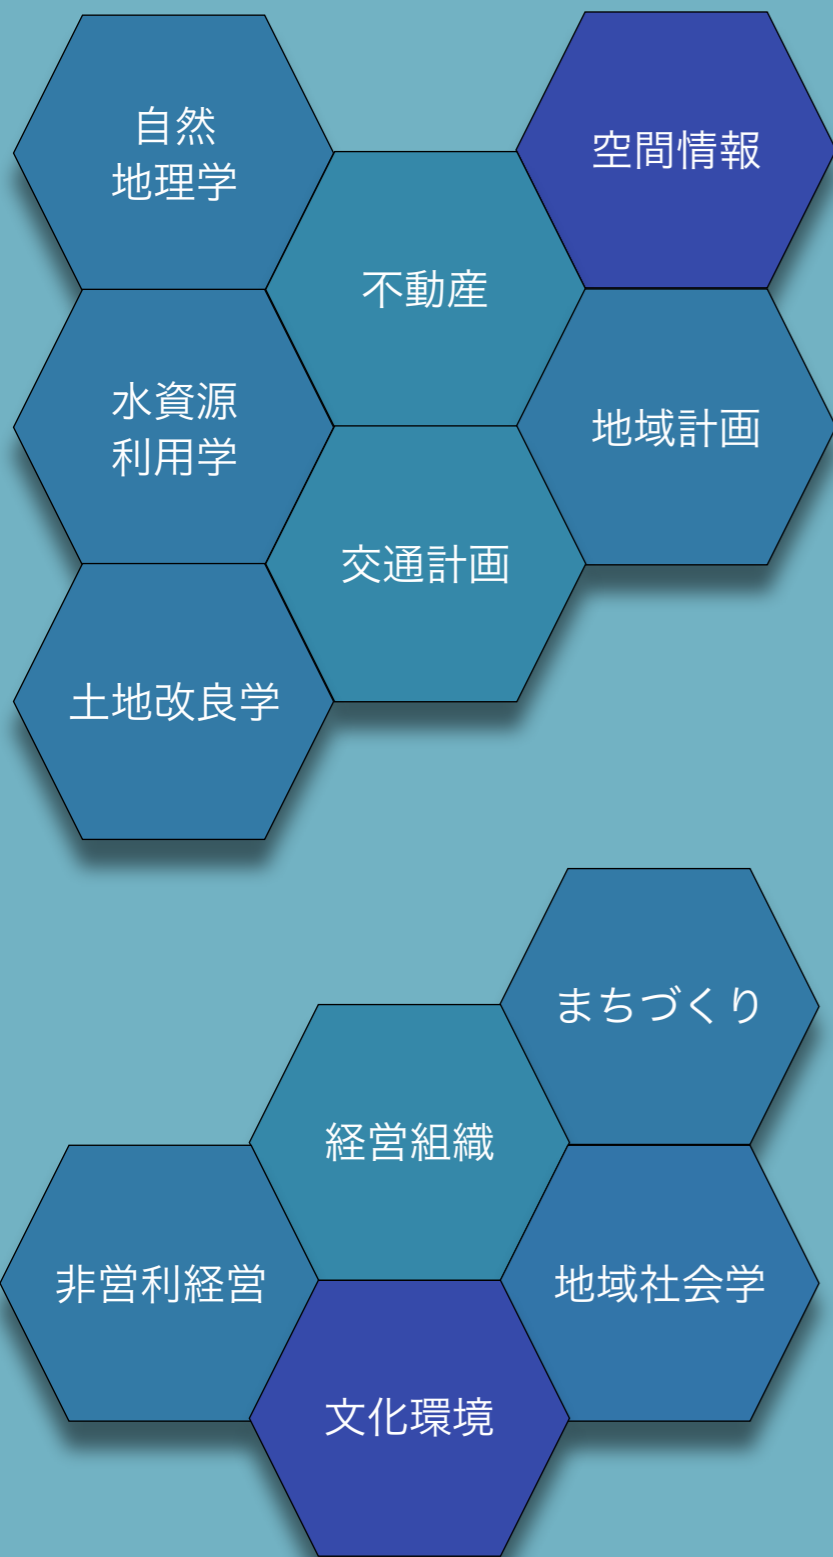 自然
地理学
空間情報
不動産
水資源
利用学
地域計画
交通計画
土地改良学
まちづくり
経営組織
非営利経営
地域社会学
文化環境